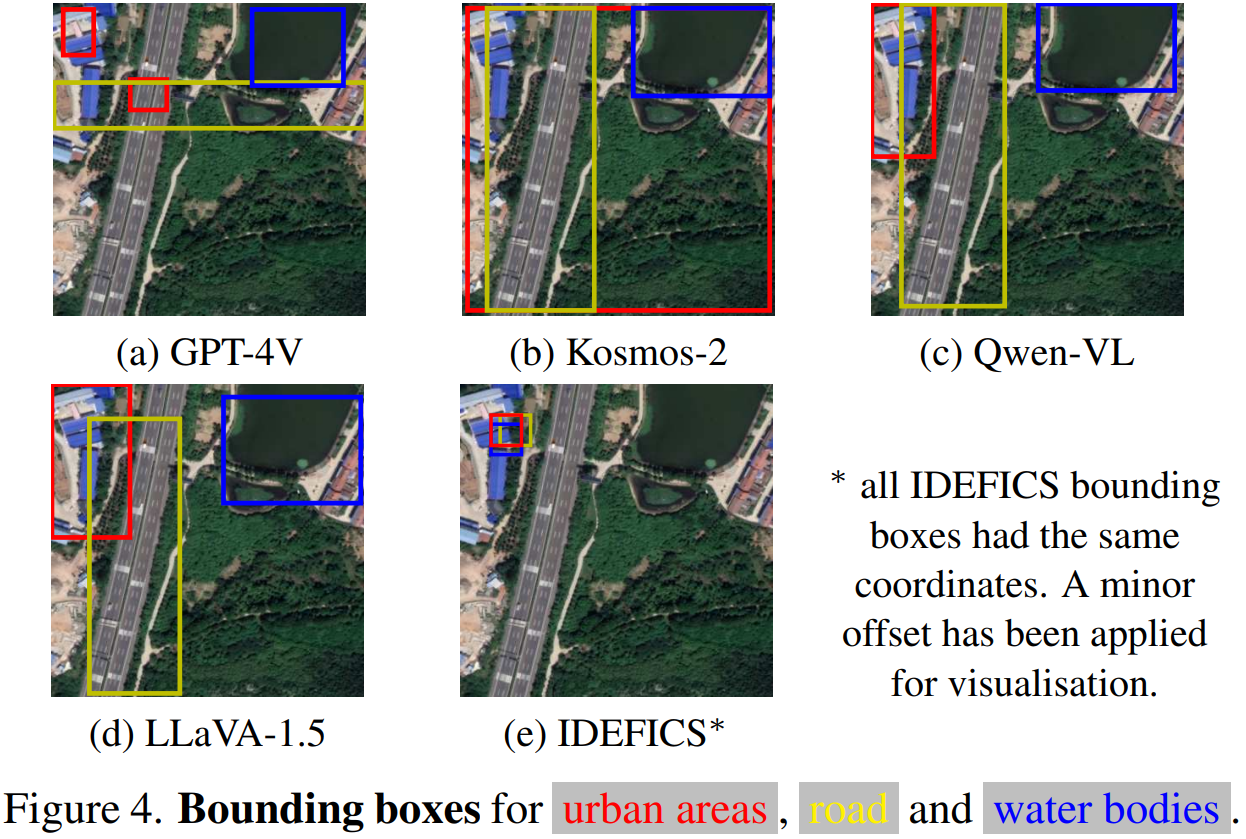 (a) GPT-4V
(b) Kosmos-2
(c) Qwen-VL
(d) LLaVA-1.5
(e) IDEFICS*
* all IDEFICS bounding
boxes had the same
coordinates. A minor
offset has been applied
for visualisation.
Figure 4. Bounding boxes for urban areas, road and water bodies.